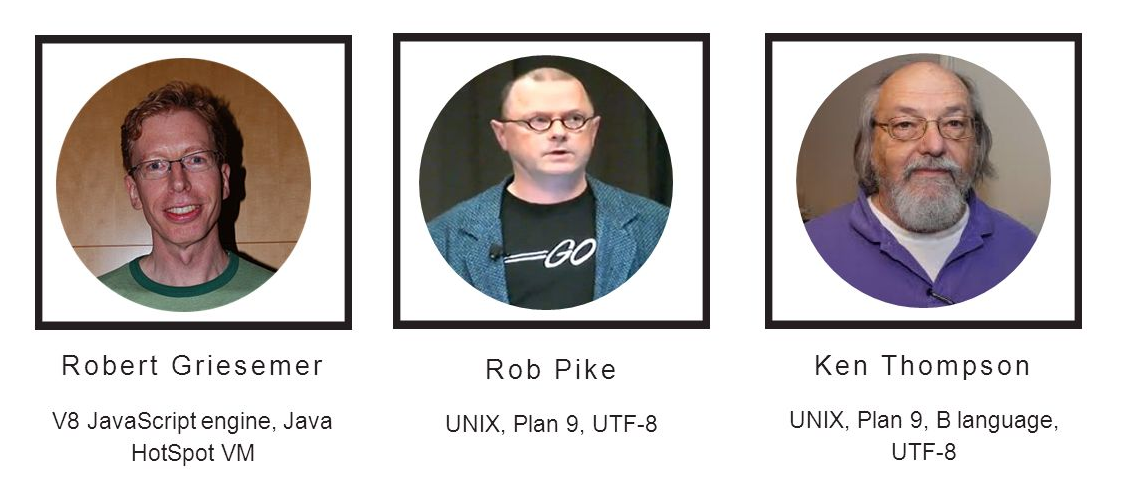 GO
Robert Griesemer
Rob Pike
Ken Thompson
V8 JavaScript engine, Java
HotSpot VM
UNIX, Plan 9, UTF-8
UNIX, Plan 9, B language,
UTF-8